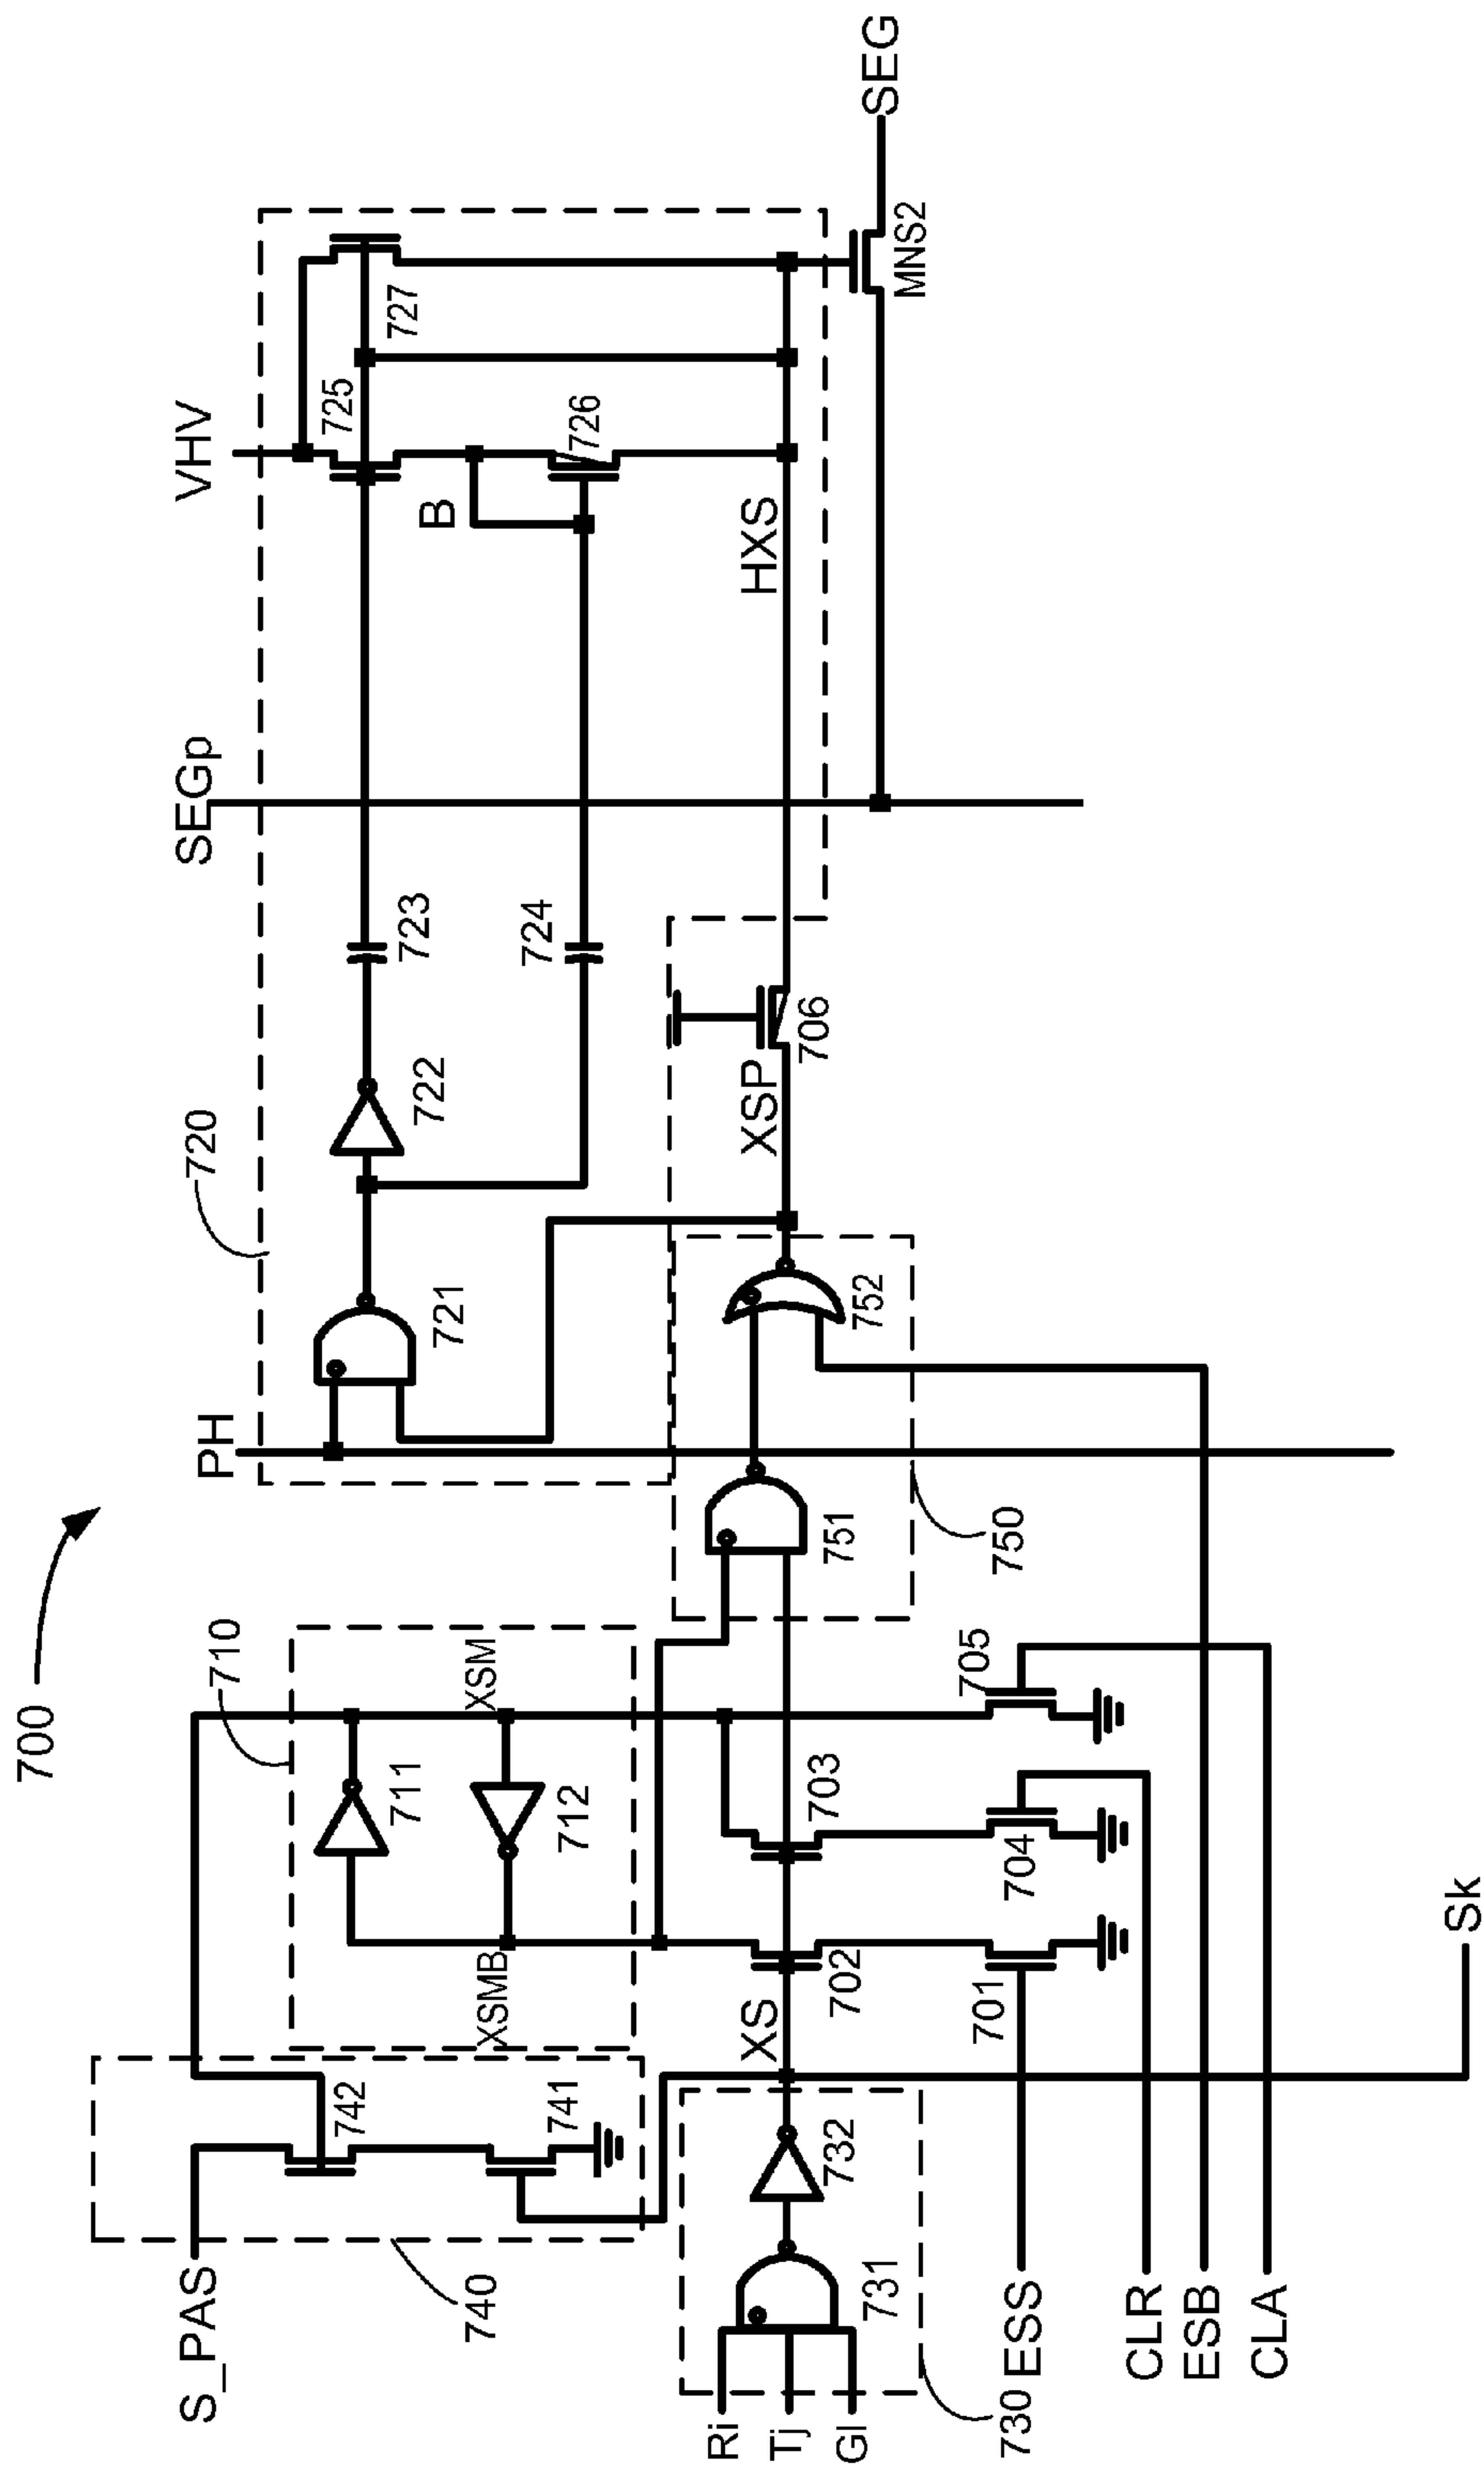 700
S_PAS
740
742
741
710
711
712
XSM
XSMB
720
PH
721
722
723
724
SEGp
VHV
725
727
B
726
HXS
XSP
706
MNS2
SEG
XS
702
703
751
752
750
701
704
705
Ri
Tj
Gl
731
732
730
ESS
CLR
ESB
CLA
Sk